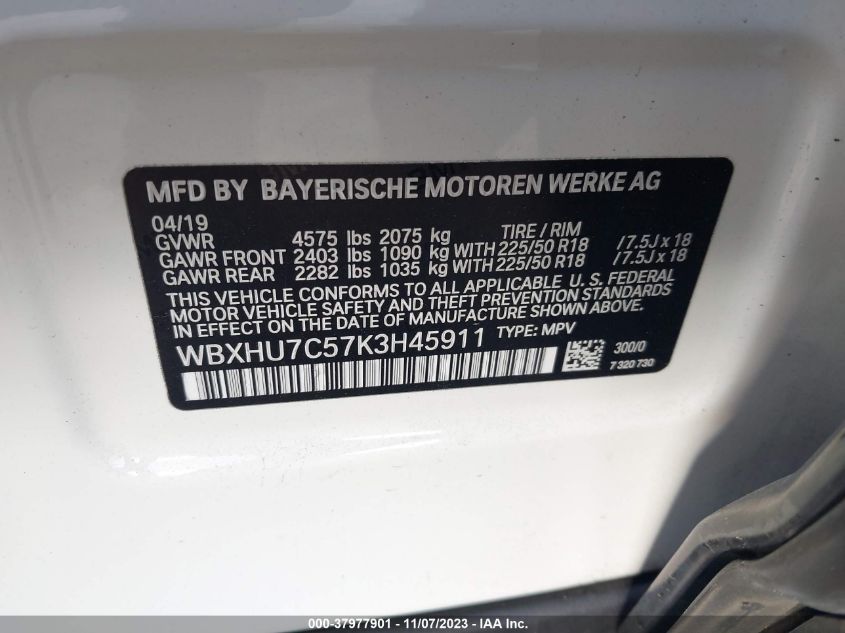 MFD BY BAYERISCHE MOTOREN WERKE AG
04/19 TIRE / RIM
GVWR 4575 lbs 2075 kg
GAWR FRONT 2403 lbs 1090 kg WITH 225/50 R18 /7.5J x 18
GAWR REAR 2282 lbs 1035 kg WITH 225/50 R18 /7.5J x 18
THIS VEHICLE CONFORMS TO ALL APPLICABLE U. S. FEDERAL
MOTOR VEHICLE SAFETY AND THEFT PREVENTION STANDARDS
IN EFFECT ON THE DATE OF MANUFACTURE SHOWN ABOVE.
WBXHU7C57K3H45911 TYPE: MPV
300/0
7 320 730
000-37977901 - 11/07/2023 - IAA Inc.